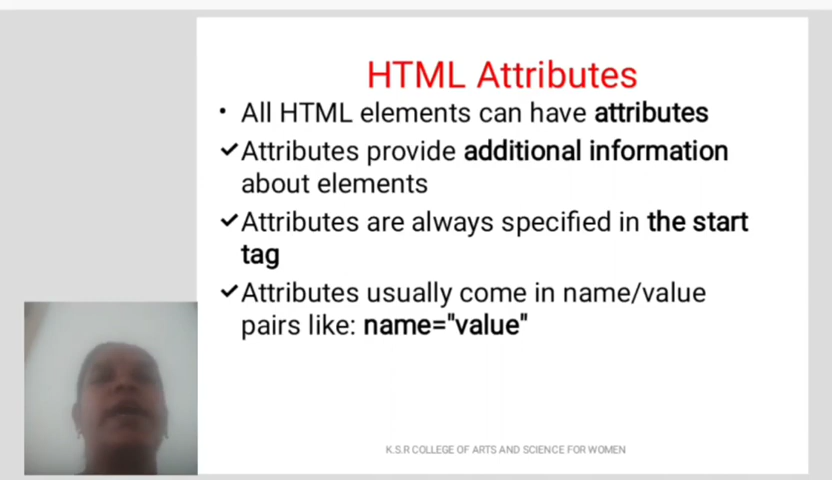 HTML Attributes
• All HTML elements can have attributes
✔Attributes provide additional information
about elements
✔Attributes are always specified in the start
tag
✔Attributes usually come in name/value
pairs like: name="value"
K.S.R COLLEGE OF ARTS AND SCIENCE FOR WOMEN